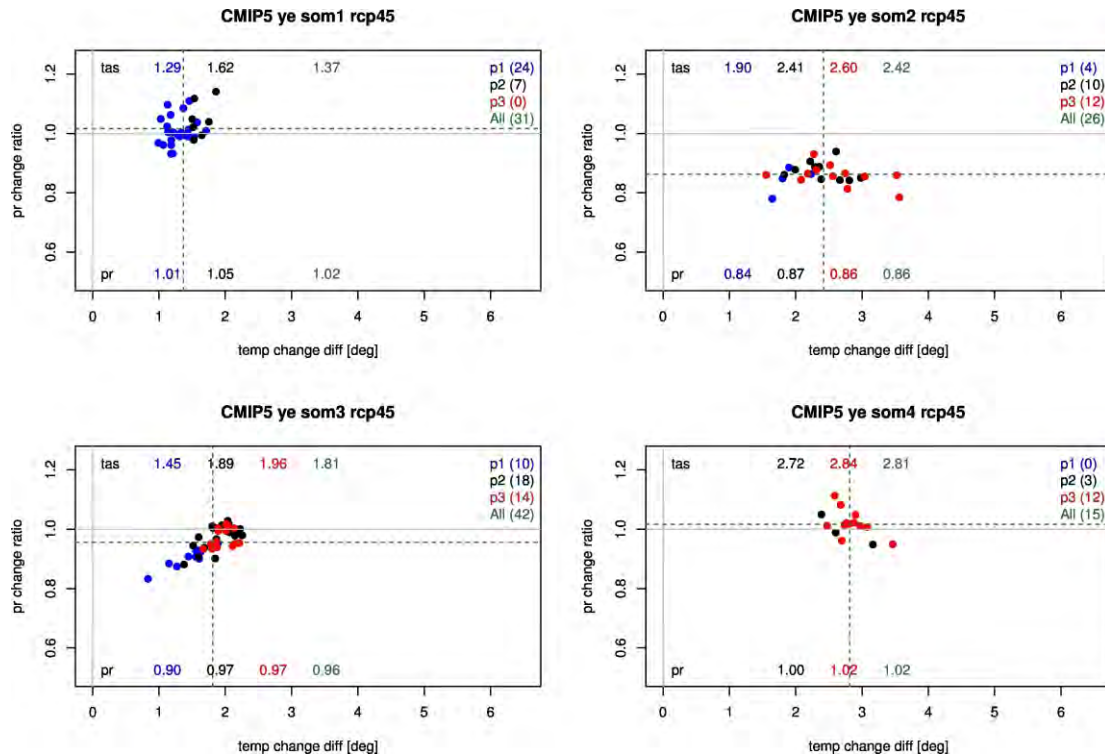 CMIP5 ye som1 rcp45
tas 1.29 1.62 1.37 p1 (24)
p2 (7)
p3 (0)
All (31)
pr 1.01 1.05 1.02
0.6 0.8 1.0 1.2
pr change ratio
0 1 2 3 4 5 6
temp change diff [deg]
CMIP5 ye som2 rcp45
tas 1.90 2.41 2.60 2.42 p1 (4)
p2 (10)
p3 (12)
All (26)
pr 0.84 0.87 0.86 0.86
0.6 0.8 1.0 1.2
pr change ratio
0 1 2 3 4 5 6
temp change diff [deg]
CMIP5 ye som3 rcp45
tas 1.45 1.89 1.96 1.81 p1 (10)
p2 (18)
p3 (14)
All (42)
pr 0.90 0.97 0.97 0.96
0.6 0.8 1.0 1.2
pr change ratio
0 1 2 3 4 5 6
temp change diff [deg]
CMIP5 ye som4 rcp45
tas 2.72 2.84 2.81 p1 (0)
p2 (3)
p3 (12)
All (15)
pr 1.00 1.02 1.02
0.6 0.8 1.0 1.2
pr change ratio
0 1 2 3 4 5 6
temp change diff [deg]